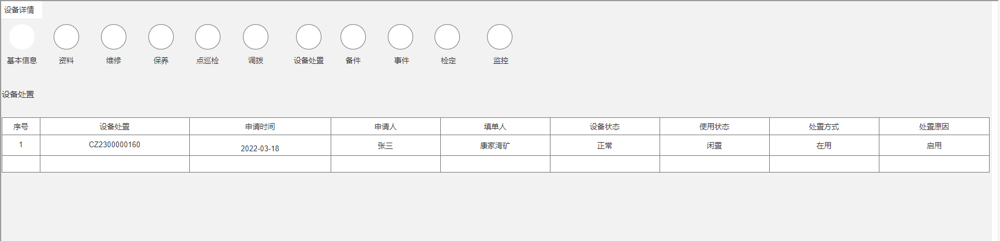 设备详情
基本信息 资料 维修 保养 点巡检 调拨 设备处置 备件 事件 检定 监控
设备处置
序号 设备处置 申请时间 申请人 填单人 设备状态 使用状态 处置方式 处置原因
1 CZ2300000160 2022-03-18 张三 康家湾矿 正常 闲置 在用 启用